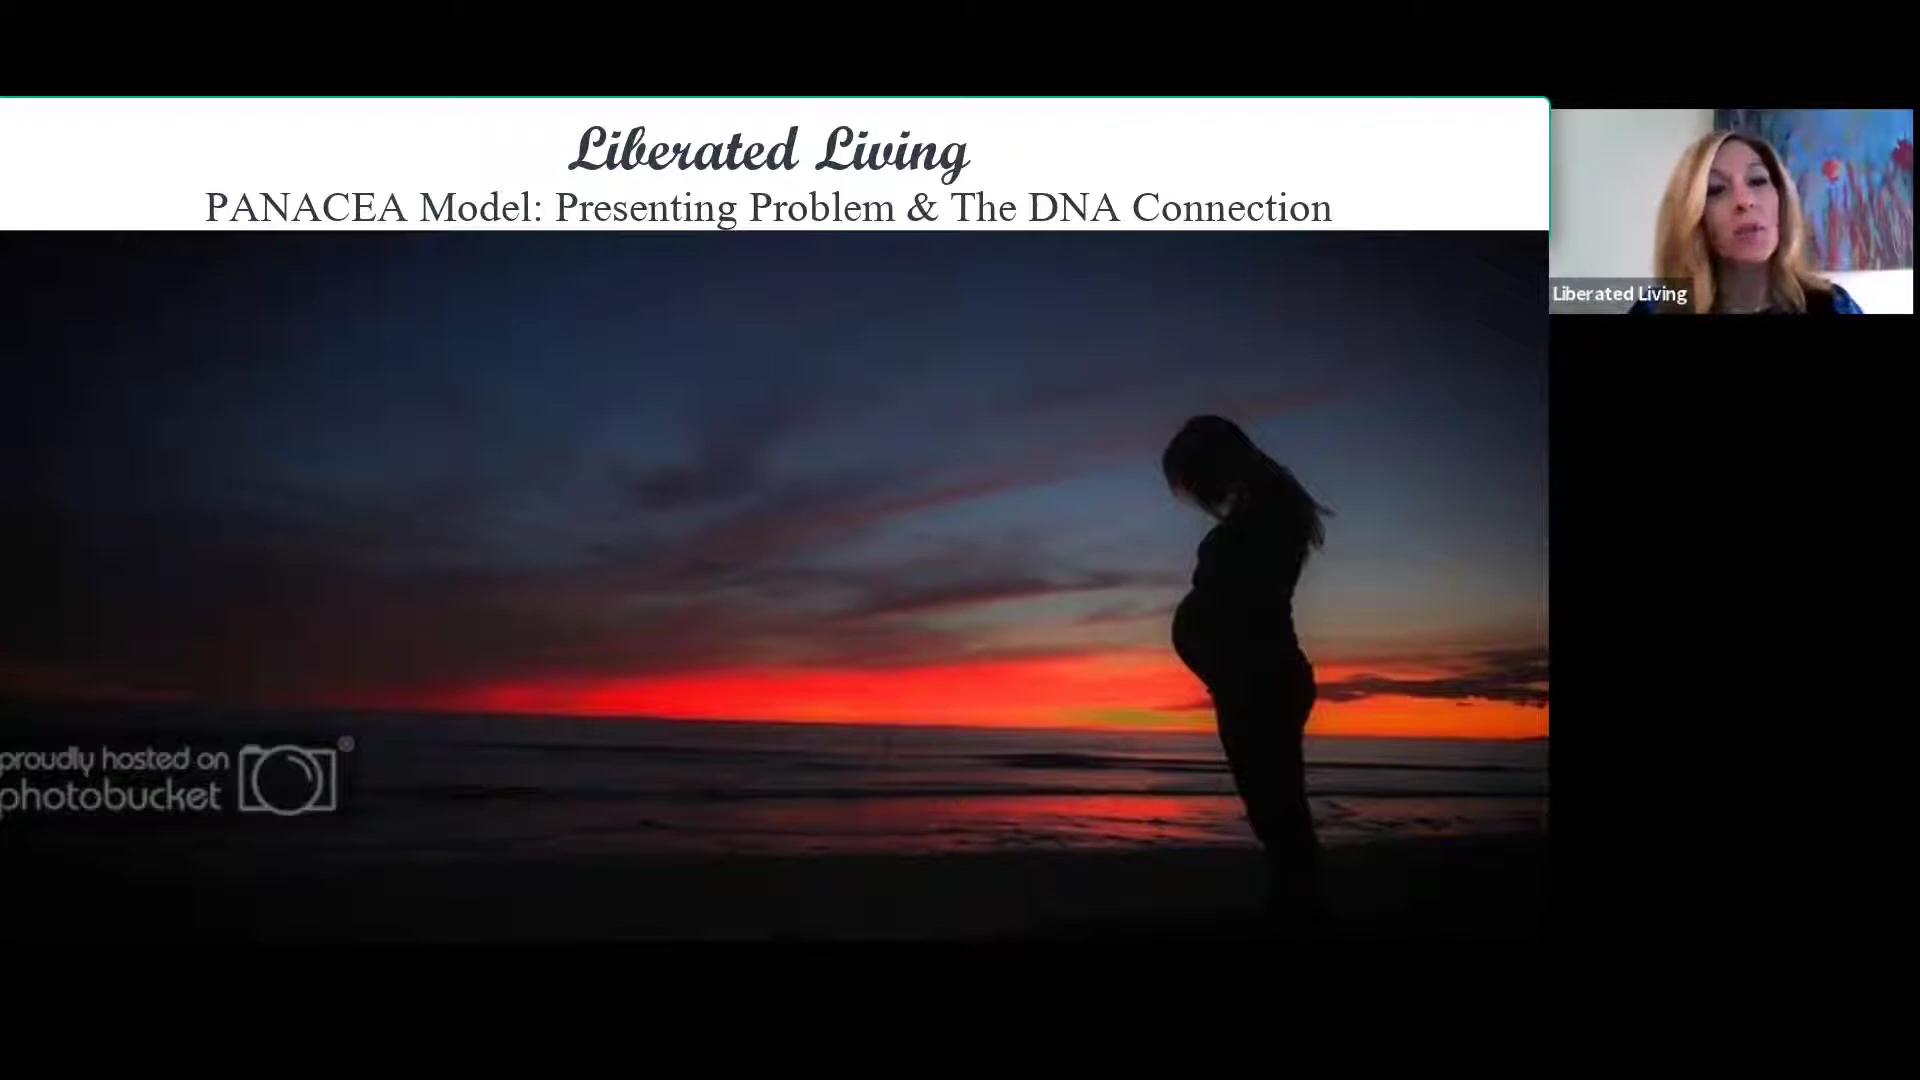 Liberated Living
PANACEA Model: Presenting Problem & The DNA Connection
Liberated Living
proudly hosted on
photobucket